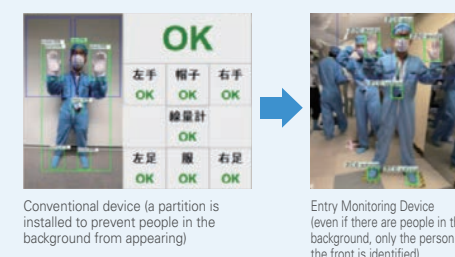 OK
左手 帽子 右手
OK OK OK
線量計
OK
左足 服 右足
OK OK OK
Conventional device (a partition is
installed to prevent people in the
background from appearing)
Entry Monitoring Device
(even if there are people in th
background, only the person
the front is identified)